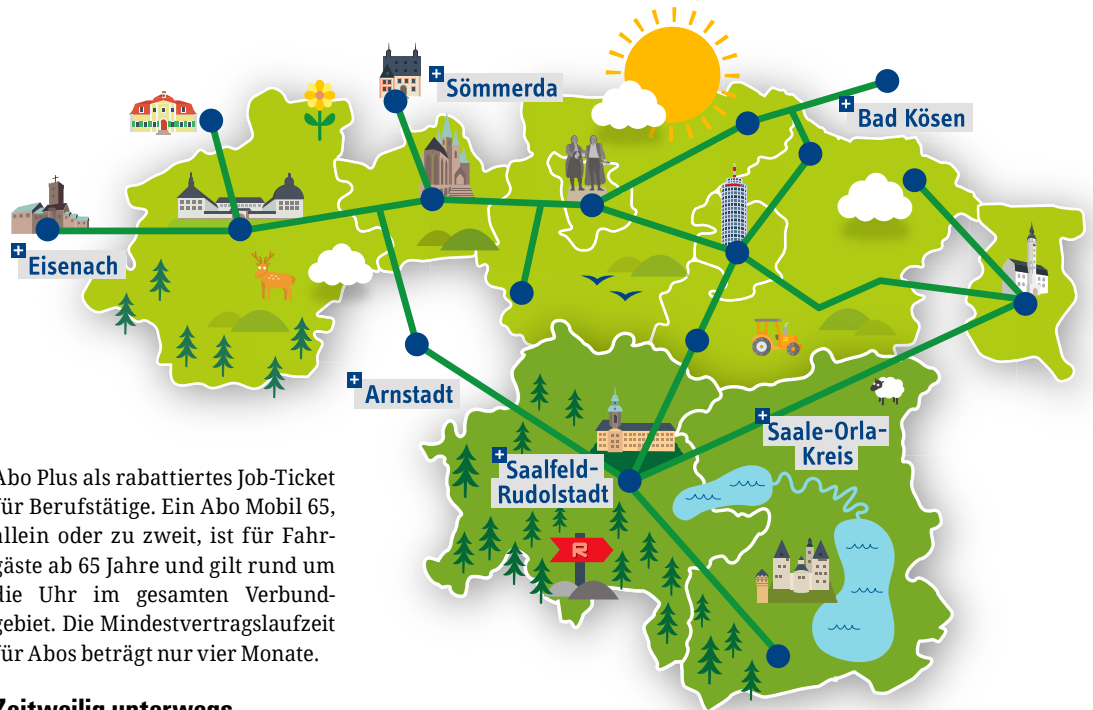 Sömmerda
Bad Kösen
Eisenach
Arnstadt
Saale-Orla-
Kreis
Saalfeld-
Rudolstadt
R
Abo Plus als rabattiertes Job-Ticket
für Berufstätige. Ein Abo Mobil 65,
allein oder zu zweit, ist für Fahr-
gäste ab 65 Jahre und gilt rund um
die Uhr im gesamten Verbund-
gebiet. Die Mindestvertragslaufzeit
für Abos beträgt nur vier Monate.
Zeitweilig unterwegs